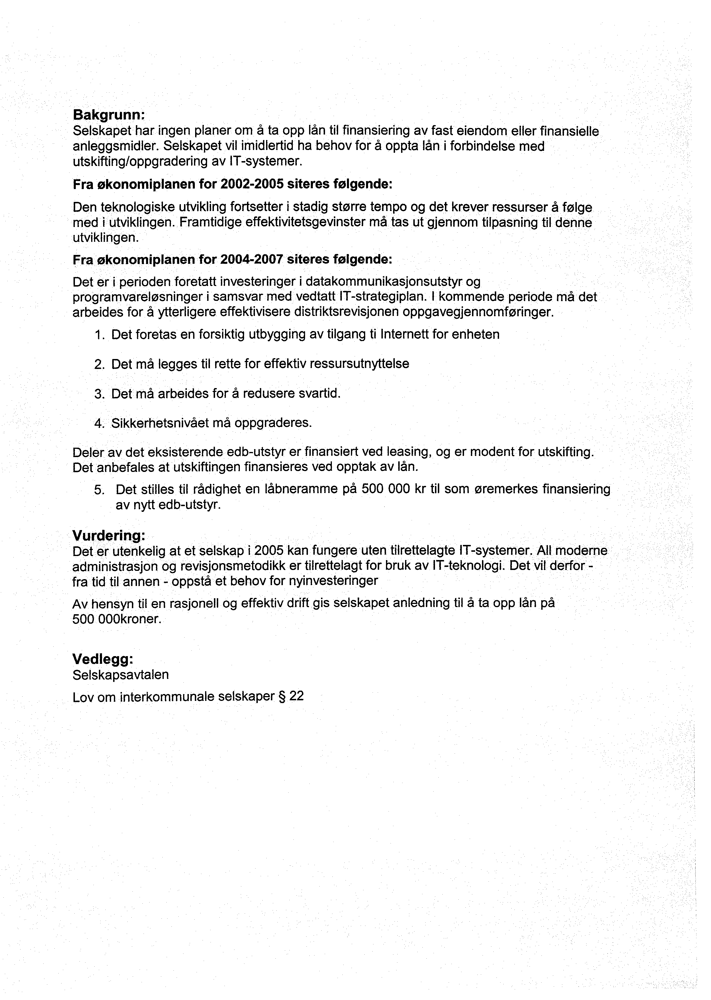 Bakgrunn:
Selskapet har ingen planer om å ta opp lån til finansiering av fast eiendom eller finansielle
anleggsmidler. Selskapet vil imidlertid ha behov for å oppta lån i forbindelse med
utskifting/oppgradering av IT-systemer.
Fra økonomiplanen for 2002-2005 siteres følgende:
Den teknologiske utvikling fortsetter i stadig større tempo og det krever ressurser å følge
med i utviklingen. Framtidige effektivitetsgevinster må tas ut gjennom tilpasning til denne
utviklingen.
Fra økonomiplanen for 2004-2007 siteres følgende:
Det er i perioden foretatt investeringer i datakommunikasjonsutstyr og
programvareløsninger i samsvar med vedtatt IT-strategiplan. I kommende periode må det
arbeides for å ytterligere effektivisere distriktsrevisjonen oppgavegjennomføringer.
1. Det foretas en forsiktig utbygging av tilgang ti Internett for enheten
2. Det må legges til rette for effektiv ressursutnyttelse
3. Det må arbeides for å redusere svartid.
4. Sikkerhetsnivået må oppgraderes.
Deler av det eksisterende edb-utstyr er finansiert ved leasing, og er modent for utskifting.
Det anbefales at utskiftingen finansieres ved opptak av lån.
5. Det stilles til rådighet en låbneramme på 500 000 kr til som øremerkes finansiering
av nytt edb-utstyr.
Vurdering:
Det er utenkelig at et selskap i 2005 kan fungere uten tilrettelagte IT-systemer. All moderne
administrasjon og revisjonsmetodikk er tilrettelagt for bruk av IT-teknologi. Det vil derfor -
fra tid til annen - oppstå et behov for nyinvesteringer
Av hensyn til en rasjonell og effektiv drift gis selskapet anledning til å ta opp lån på
500 000kroner.
Vedlegg:
Selskapsavtalen
Lov om interkommunale selskaper § 22